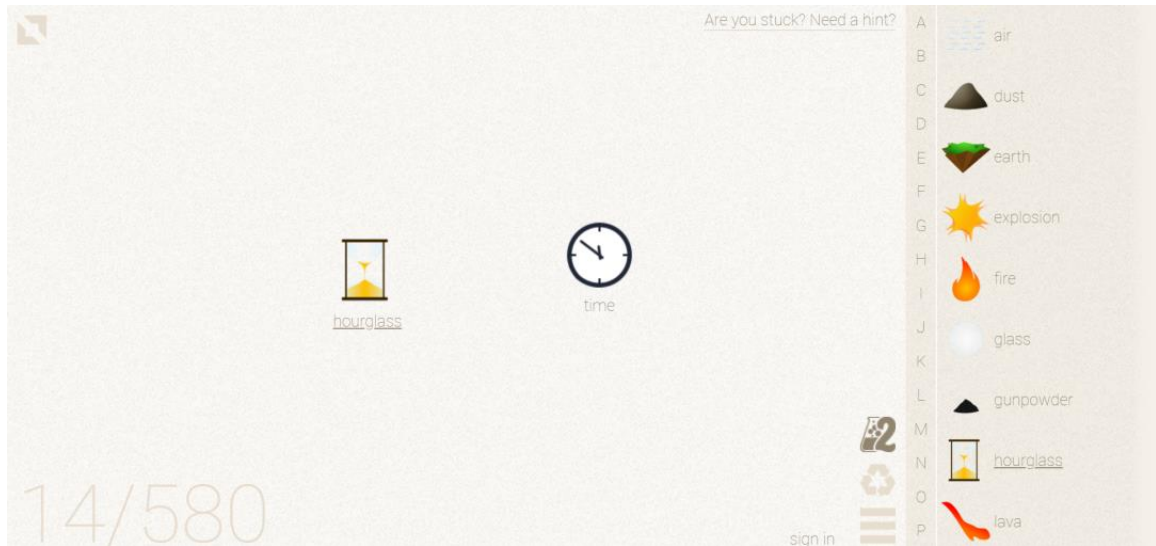 Are you stuck? Need a hint?
hourglass
time
14/580
sign in
2
A
B
C
D
E
F
G
H
I
J
K
L
M
N
O
P
air
dust
earth
explosion
fire
glass
gunpowder
hourglass
lava